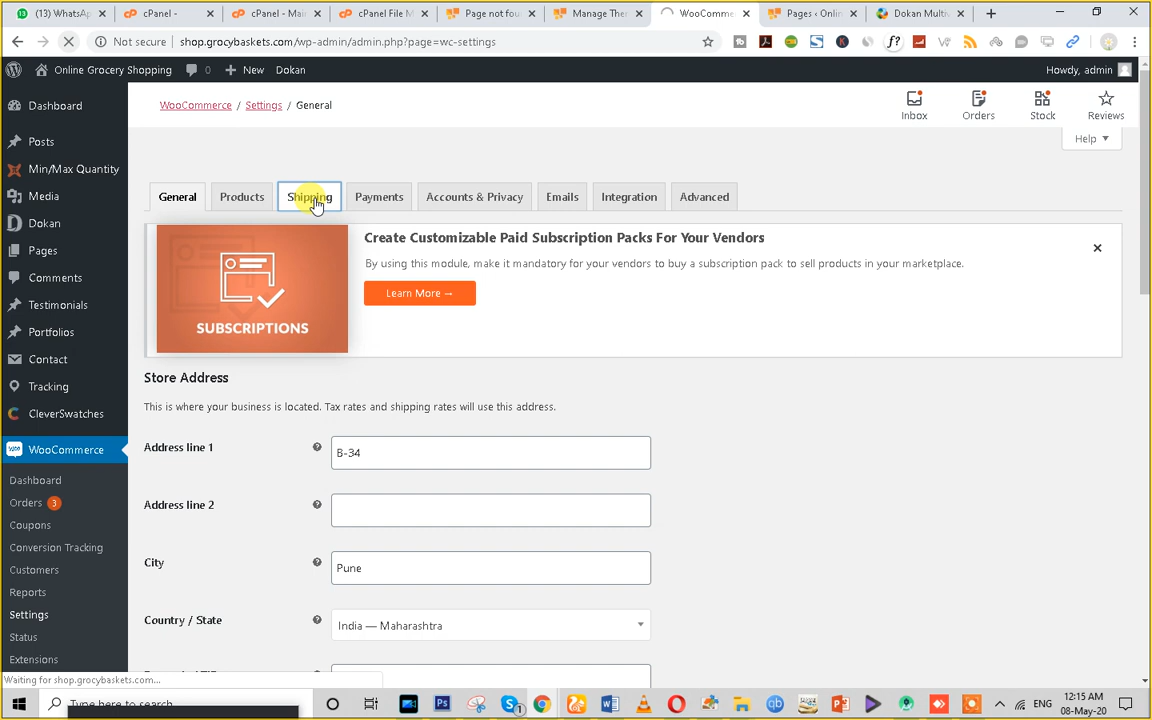 (13) WhatsAp
cPanel -
cPanel - Mai
cPanel File M
Page not fou
Manage The
WooComme
Pages ‹ Onlin
Dokan Multi
Not secure | shop.grocybaskets.com/wp-admin/admin.php?page=wc-settings
Online Grocery Shopping
0
New
Dokan
Howdy, admin
Dashboard
Posts
Min/Max Quantity
Media
Dokan
Pages
Comments
Testimonials
Portfolios
Contact
Tracking
CleverSwatches
WooCommerce
Dashboard
Orders 3
Coupons
Conversion Tracking
Customers
Reports
Settings
Status
Extensions
WooCommerce / Settings / General
Inbox
Orders
Stock
Reviews
Help
General
Products
Shipping
Payments
Accounts & Privacy
Emails
Integration
Advanced
SUBSCRIPTIONS
Create Customizable Paid Subscription Packs For Your Vendors
By using this module, make it mandatory for your vendors to buy a subscription pack to sell products in your marketplace.
Learn More →
Store Address
This is where your business is located. Tax rates and shipping rates will use this address.
Address line 1
B-34
Address line 2
City
Pune
Country / State
India — Maharashtra
Waiting for shop.grocybaskets.com...
Type here to search
ENG
12:15 AM
08-May-20